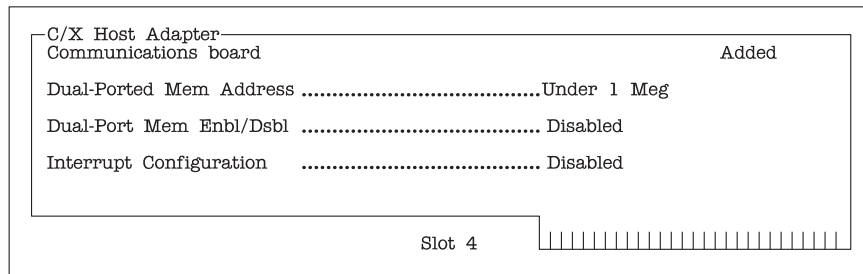 C/X Host Adapter
Communications board Added
Dual-Ported Mem Address ..................................... Under 1 Meg
Dual-Port Mem Enbl/Dsbl ..................................... Disabled
Interrupt Configuration ..................................... Disabled
Slot 4